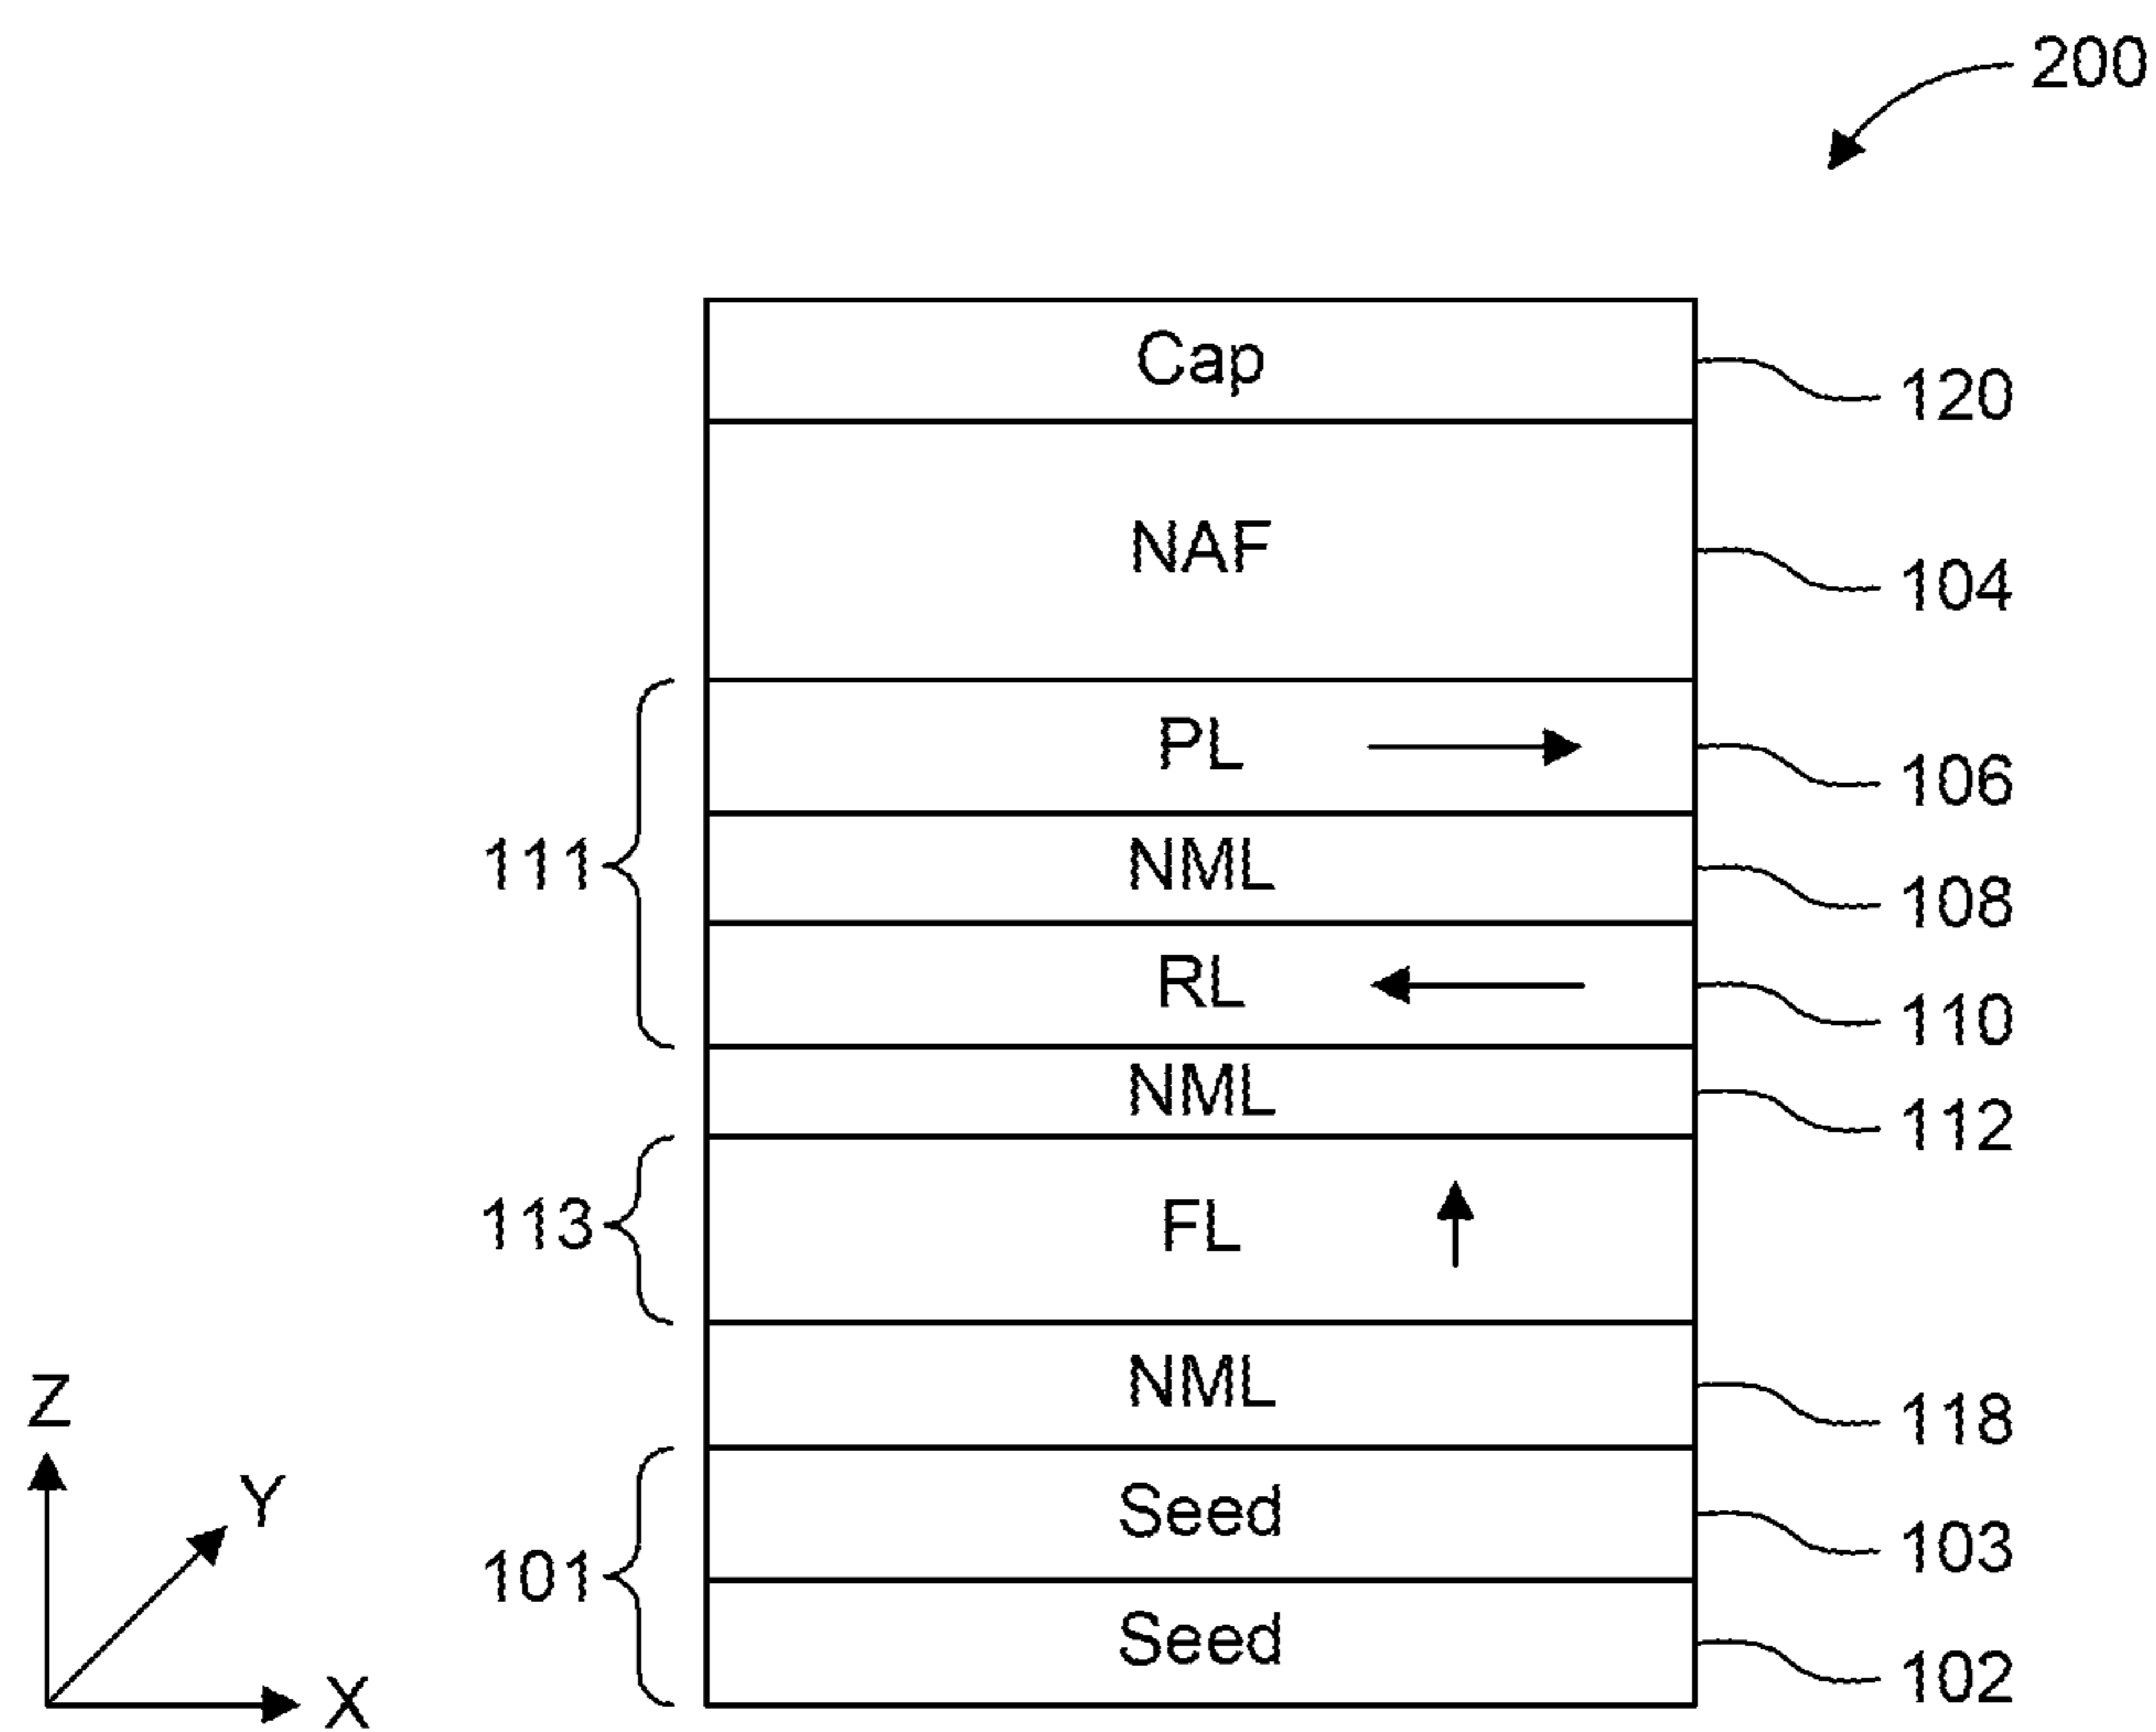 200
Cap
120
NAF
104
PL
106
111
NML
108
RL
110
NML
112
113
FL
NML
118
Z
Y
X
101
Seed
103
Seed
102